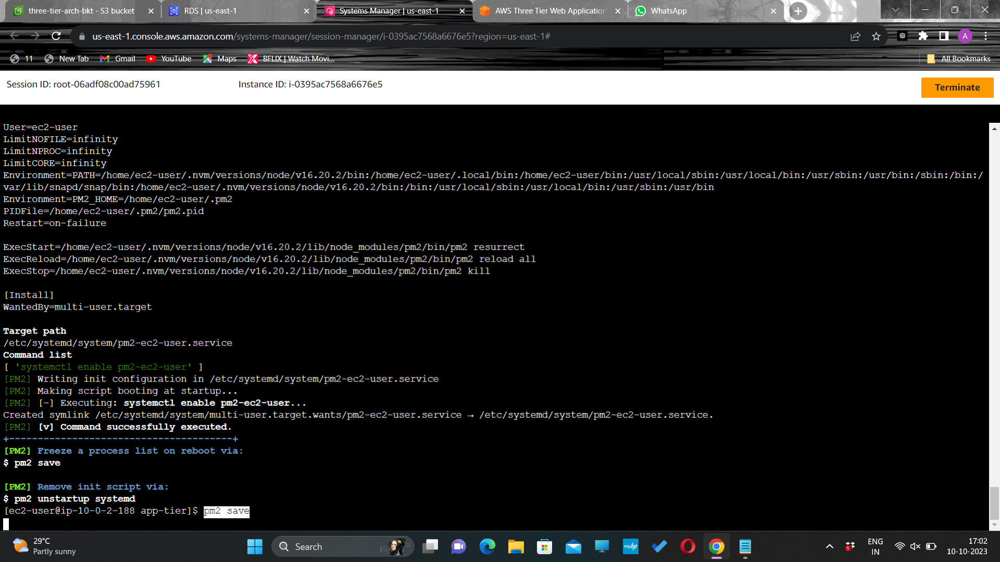 three-tier-arch-bkt - S3 bucket
RDS | us-east-1
Systems Manager | us-east-1
AWS Three Tier Web Application
WhatsApp
us-east-1.console.aws.amazon.com/systems-manager/session-manager/i-0395ac7568a6676e5?region=us-east-1#
A
11
New Tab
Gmail
YouTube
Maps
BFLIX | Watch Movi...
All Bookmarks
Session ID: root-06adf08c00ad75961
Instance ID: i-0395ac7568a6676e5
Terminate
User=ec2-user
LimitNOFILE=infinity
LimitNPROC=infinity
LimitCORE=infinity
Environment=PATH=/home/ec2-user/.nvm/versions/node/v16.20.2/bin:/home/ec2-user/.local/bin:/home/ec2-user/bin:/usr/local/sbin:/usr/local/bin:/usr/sbin:/usr/bin:/sbin:/bin:/
var/lib/snapd/snap/bin:/home/ec2-user/.nvm/versions/node/v16.20.2/bin:/bin:/usr/local/sbin:/usr/local/bin:/usr/sbin:/usr/bin
Environment=PM2_HOME=/home/ec2-user/.pm2
PIDFile=/home/ec2-user/.pm2/pm2.pid
Restart=on-failure
ExecStart=/home/ec2-user/.nvm/versions/node/v16.20.2/lib/node_modules/pm2/bin/pm2 resurrect
ExecReload=/home/ec2-user/.nvm/versions/node/v16.20.2/lib/node_modules/pm2/bin/pm2 reload all
ExecStop=/home/ec2-user/.nvm/versions/node/v16.20.2/lib/node_modules/pm2/bin/pm2 kill
[Install]
WantedBy=multi-user.target
Target path
/etc/systemd/system/pm2-ec2-user.service
Command list
[ 'systemctl enable pm2-ec2-user' ]
[PM2] Writing init configuration in /etc/systemd/system/pm2-ec2-user.service
[PM2] Making script booting at startup...
[PM2] [-] Executing: systemctl enable pm2-ec2-user...
Created symlink /etc/systemd/system/multi-user.target.wants/pm2-ec2-user.service → /etc/systemd/system/pm2-ec2-user.service.
[PM2] [v] Command successfully executed.
+---------------------------------------+
[PM2] Freeze a process list on reboot via:
$ pm2 save
[PM2] Remove init script via:
$ pm2 unstartup systemd
[ec2-user@ip-10-0-2-188 app-tier]$ pm2 save
29°C
Partly sunny
Search
myhp
1
ENG
IN
17:02
10-10-2023